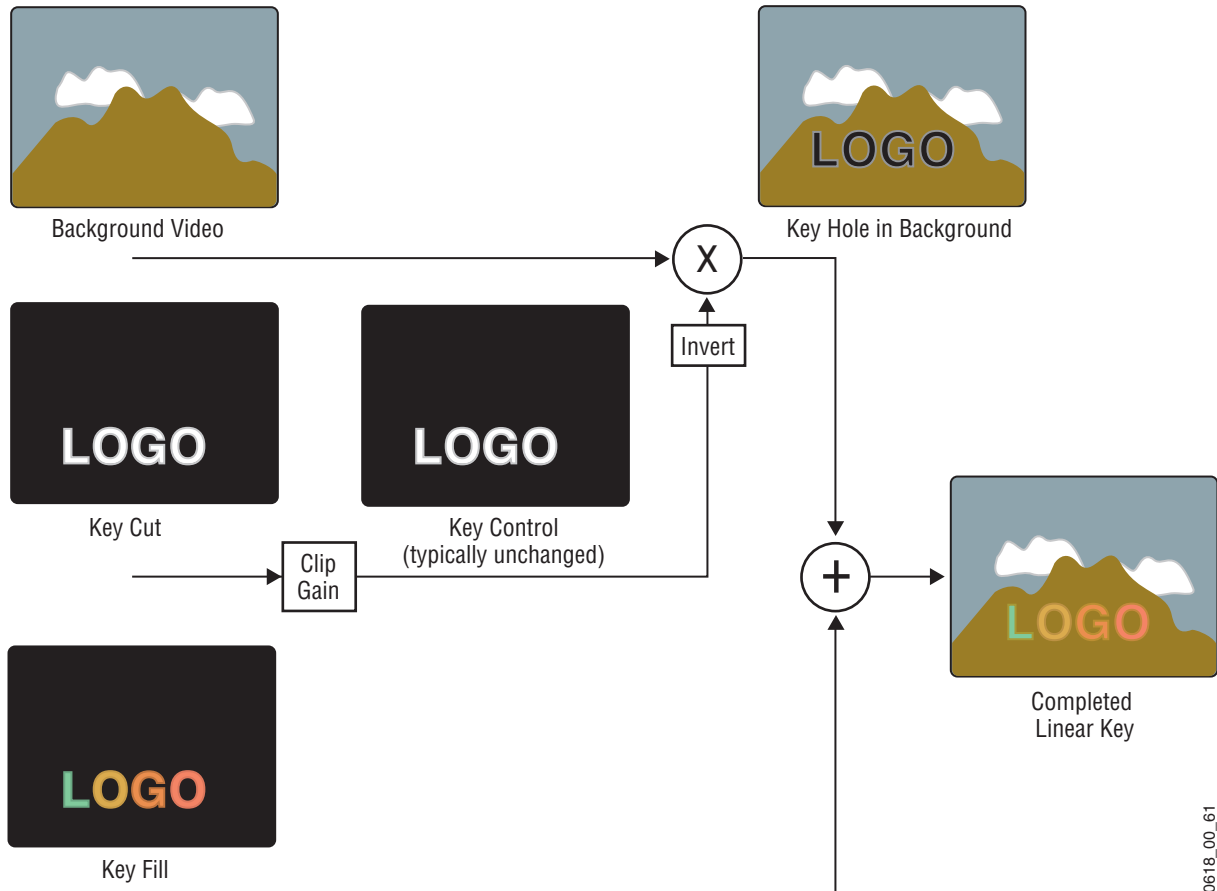 LOGO
Background Video
Key Hole in Background
X
Invert
LOGO
LOGO
Key Cut
Key Control
(typically unchanged)
Clip
Gain
+
LOGO
Completed
Linear Key
LOGO
Key Fill
0618_00_61